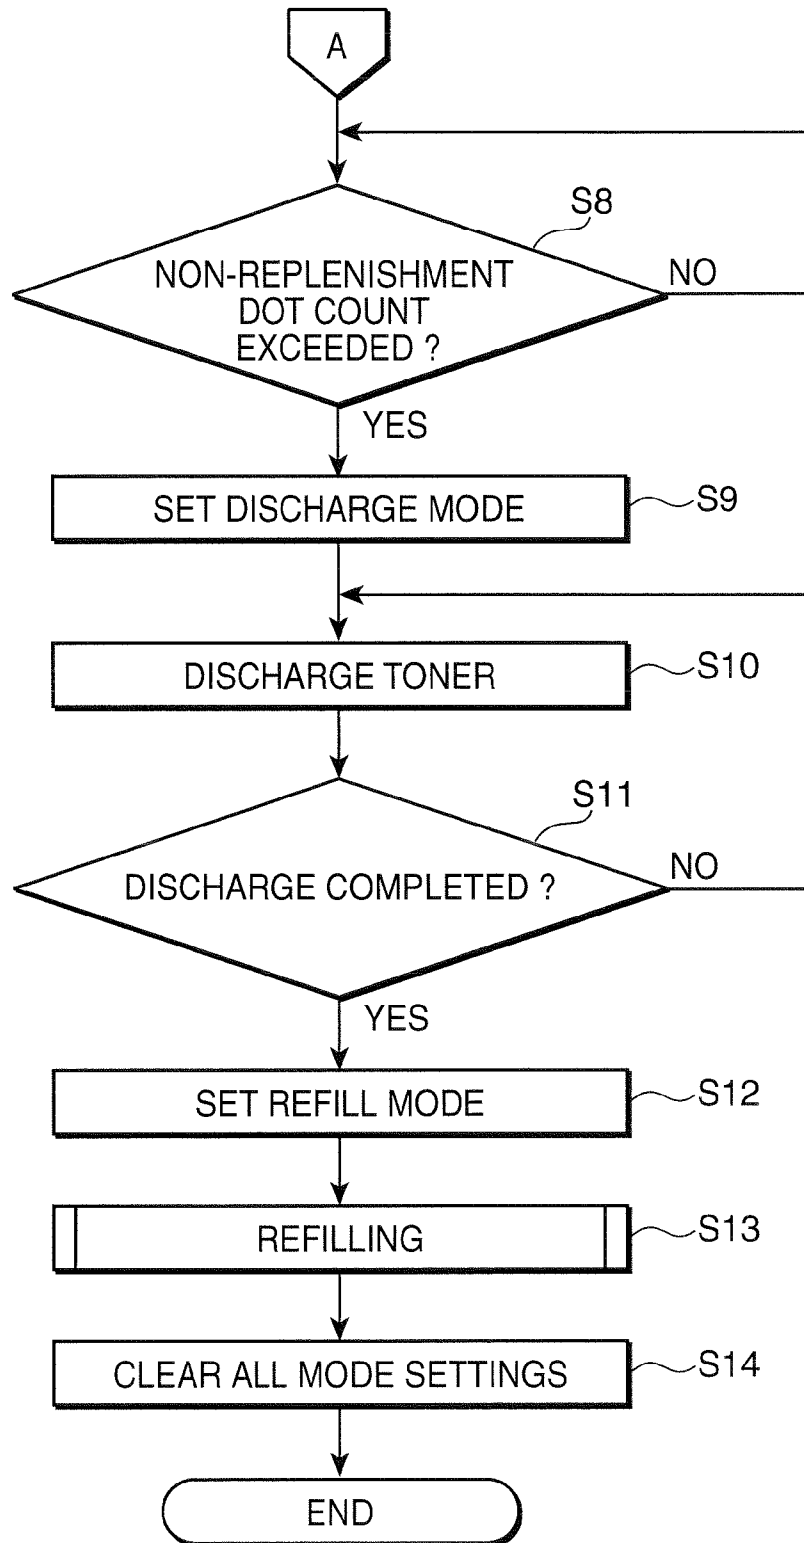 A
S8
NON-REPLENISHMENT
DOT COUNT
EXCEEDED ?
NO
YES
SET DISCHARGE MODE
S9
DISCHARGE TONER
S10
S11
DISCHARGE COMPLETED ?
NO
YES
SET REFILL MODE
S12
REFILLING
S13
CLEAR ALL MODE SETTINGS
S14
END